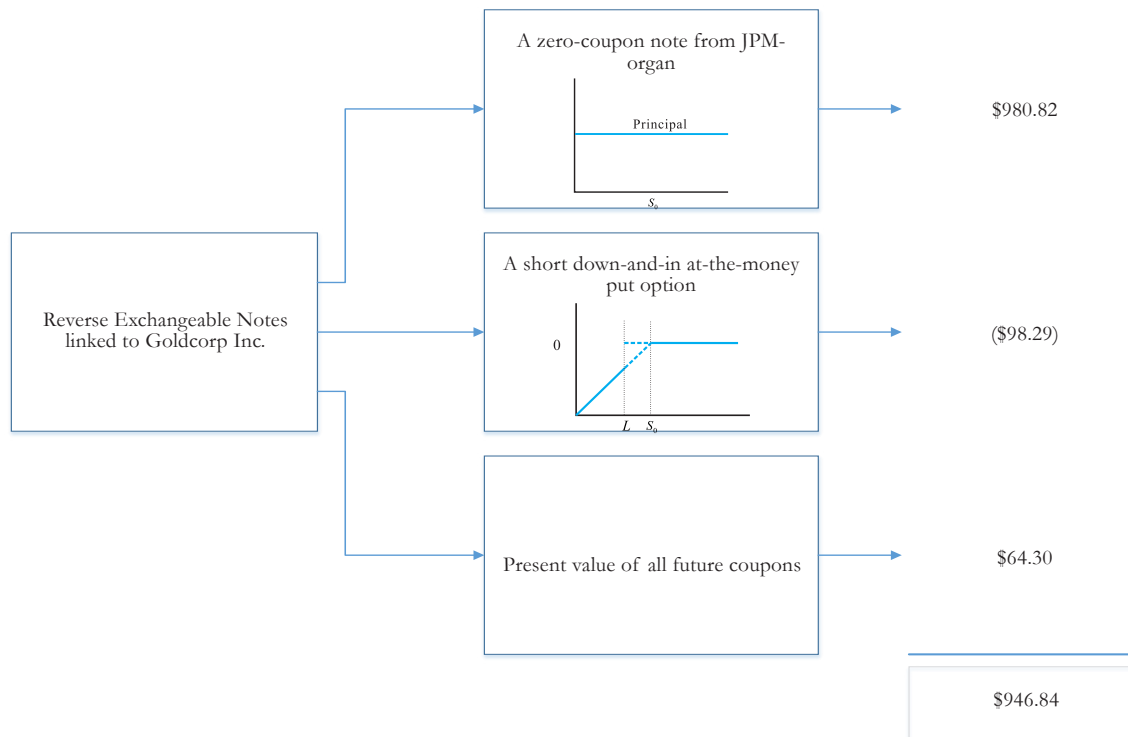 A zero-coupon note from JPM-
organ
Principal
S₀
$980.82
Reverse Exchangeable Notes
linked to Goldcorp Inc.
A short down-and-in at-the-money
put option
0
L S₀
($98.29)
Present value of all future coupons
$64.30
$946.84